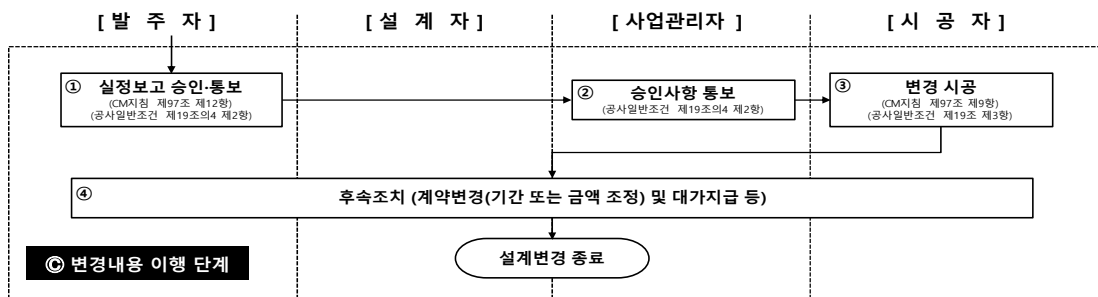 [ 발 주 자 ]
[ 설 계 자 ]
[ 사업관리자 ]
[ 시 공 자 ]
① 실정보고 승인·통보
(CM지침 제97조 제12항)
(공사일반조건 제19조의4 제2항)
② 승인사항 통보
(공사일반조건 제19조의4 제2항)
③ 변경 시공
(CM지침 제97조 제9항)
(공사일반조건 제19조 제3항)
④ 후속조치 (계약변경(기간 또는 금액 조정) 및 대가지급 등)
설계변경 종료
Ⓒ 변경내용 이행 단계